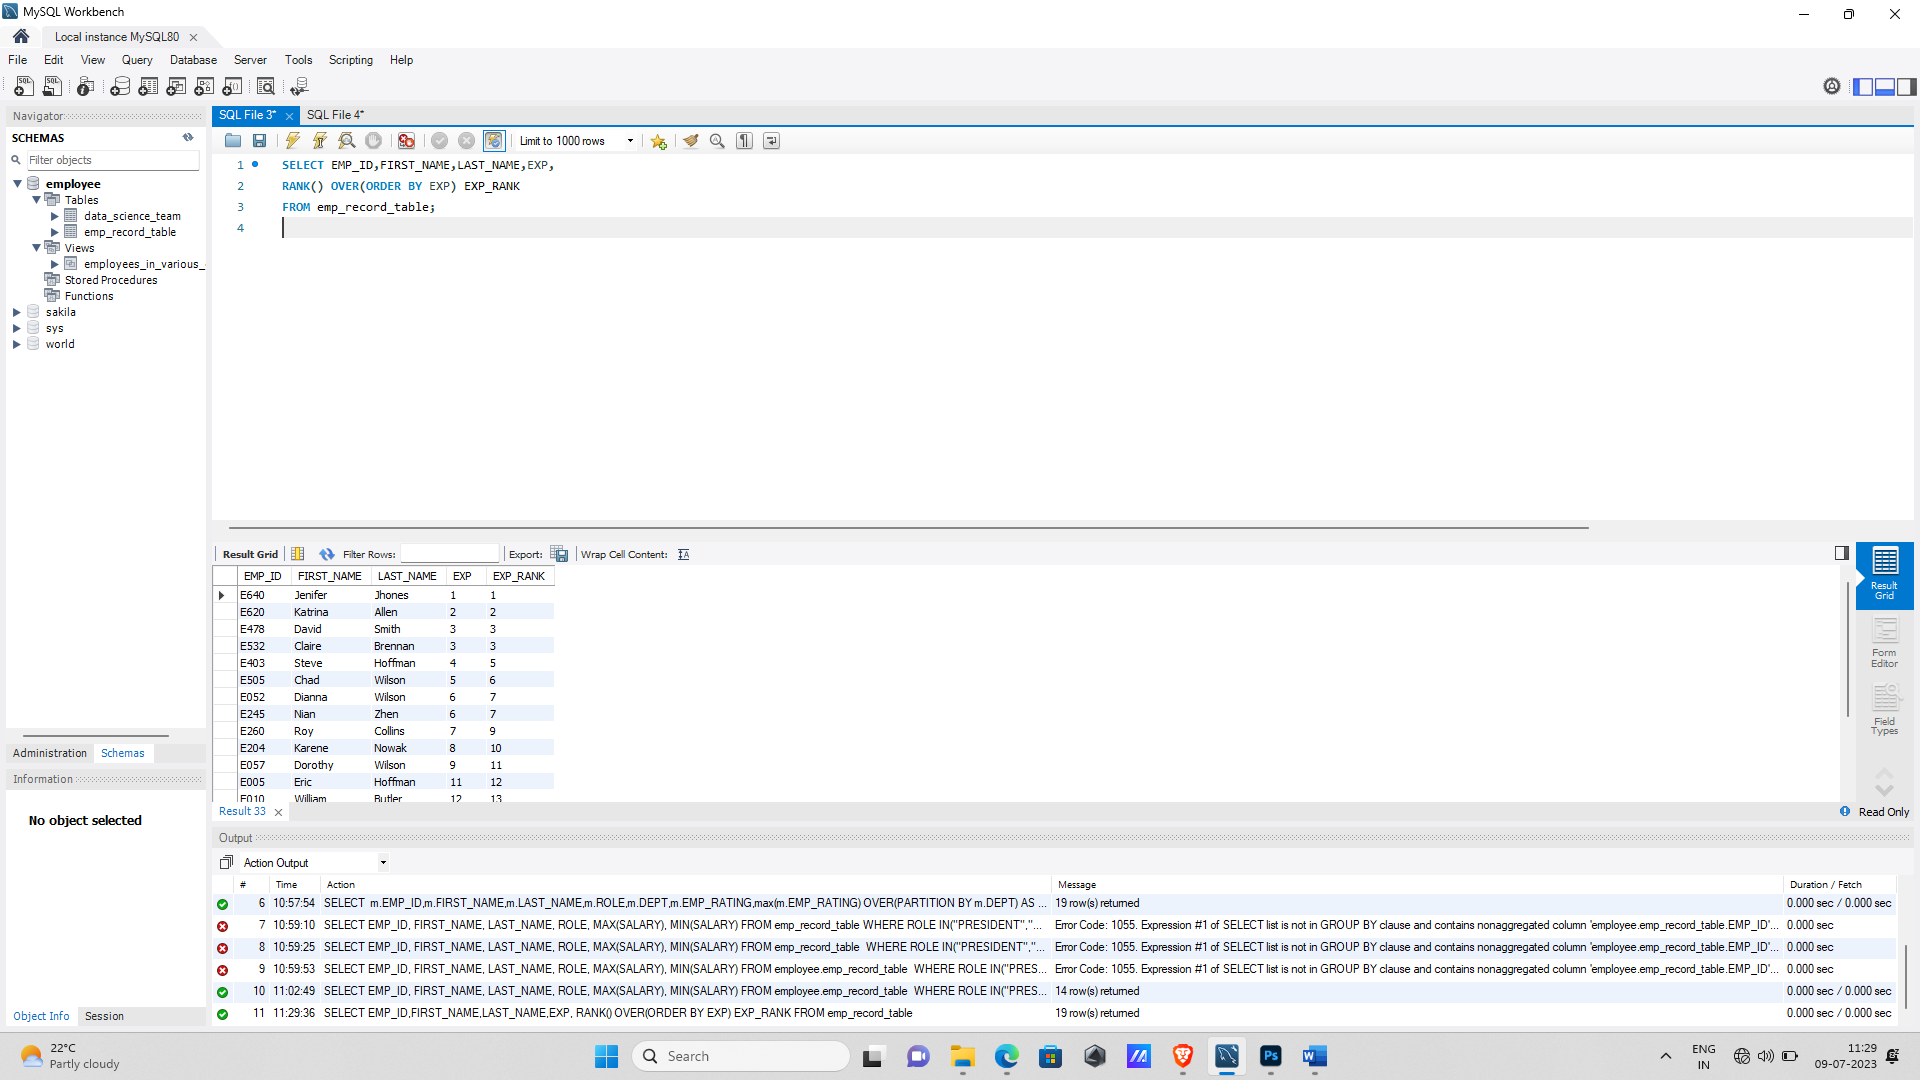 MySQL Workbench
Local instance MySQL80
File Edit View Query Database Server Tools Scripting Help
Navigator
SCHEMAS
Filter objects
employee
Tables
data_science_team
emp_record_table
Views
employees_in_various_
Stored Procedures
Functions
sakila
sys
world
Administration Schemas
Information
No object selected
Object Info Session
SQL File 3* SQL File 4*
Limit to 1000 rows
1 SELECT EMP_ID,FIRST_NAME,LAST_NAME,EXP,
2 RANK() OVER(ORDER BY EXP) EXP_RANK
3 FROM emp_record_table;
4
Result Grid Filter Rows: Export: Wrap Cell Content:
EMP_ID FIRST_NAME LAST_NAME EXP EXP_RANK
E640 Jenifer Jhones 1 1
E620 Katrina Allen 2 2
E478 David Smith 3 3
E532 Claire Brennan 3 3
E403 Steve Hoffman 4 5
E505 Chad Wilson 5 6
E052 Dianna Wilson 6 7
E245 Nian Zhen 6 7
E260 Roy Collins 7 9
E204 Karene Nowak 8 10
E057 Dorothy Wilson 9 11
E005 Eric Hoffman 11 12
E010 William Butler 12 13
Result Grid
Form Editor
Field Types
Result 33
Read Only
Output
Action Output
# Time Action Message Duration / Fetch
6 10:57:54 SELECT m.EMP_ID,m.FIRST_NAME,m.LAST_NAME,m.ROLE,m.DEPT,m.EMP_RATING,max(m.EMP_RATING) OVER(PARTITION BY m.DEPT) AS ... 19 row(s) returned 0.000 sec / 0.000 sec
7 10:59:10 SELECT EMP_ID, FIRST_NAME, LAST_NAME, ROLE, MAX(SALARY), MIN(SALARY) FROM emp_record_table WHERE ROLE IN("PRESIDENT","... Error Code: 1055. Expression #1 of SELECT list is not in GROUP BY clause and contains nonaggregated column 'employee.emp_record_table.EMP_ID'... 0.000 sec
8 10:59:25 SELECT EMP_ID, FIRST_NAME, LAST_NAME, ROLE, MAX(SALARY), MIN(SALARY) FROM emp_record_table WHERE ROLE IN("PRESIDENT","... Error Code: 1055. Expression #1 of SELECT list is not in GROUP BY clause and contains nonaggregated column 'employee.emp_record_table.EMP_ID'... 0.000 sec
9 10:59:53 SELECT EMP_ID, FIRST_NAME, LAST_NAME, ROLE, MAX(SALARY), MIN(SALARY) FROM employee.emp_record_table WHERE ROLE IN("PRES... Error Code: 1055. Expression #1 of SELECT list is not in GROUP BY clause and contains nonaggregated column 'employee.emp_record_table.EMP_ID'... 0.000 sec
10 11:02:49 SELECT EMP_ID, FIRST_NAME, LAST_NAME, ROLE, MAX(SALARY), MIN(SALARY) FROM employee.emp_record_table WHERE ROLE IN("PRES... 14 row(s) returned 0.000 sec / 0.000 sec
11 11:29:36 SELECT EMP_ID,FIRST_NAME,LAST_NAME,EXP, RANK() OVER(ORDER BY EXP) EXP_RANK FROM emp_record_table 19 row(s) returned 0.000 sec / 0.000 sec
22°C
Partly cloudy
Search
ENG
IN
11:29
09-07-2023